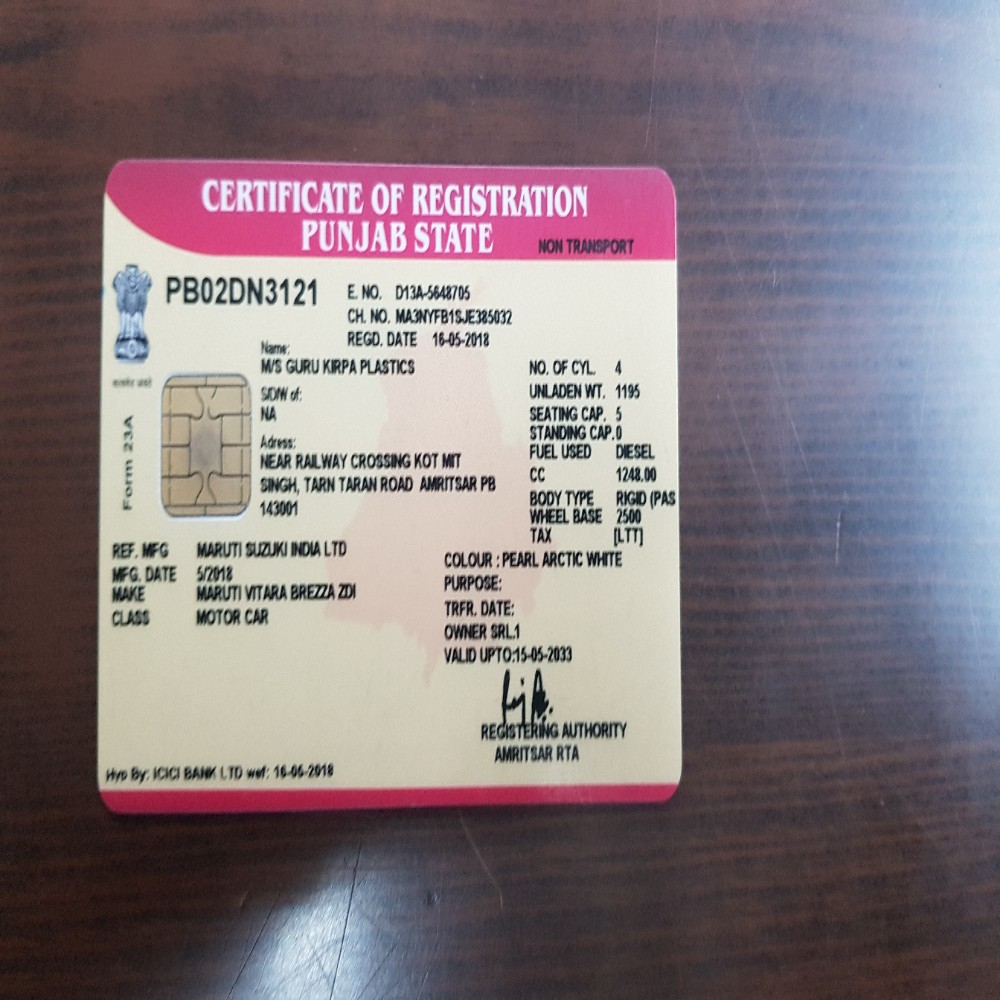 CERTIFICATE OF REGISTRATION
PUNJAB STATE
NON TRANSPORT
PB02DN3121
E. NO. D13A-5648705
CH. NO. MA3NYFB1SJE385032
REGD. DATE 16-05-2018
सत्यमेव जयते
Form 23A
Name:
M/S GURU KIRPA PLASTICS
S/D/W of:
NA
Adress:
NEAR RAILWAY CROSSING KOT MIT
SINGH, TARN TARAN ROAD AMRITSAR PB
143001
NO. OF CYL. 4
UNLADEN WT. 1195
SEATING CAP. 5
STANDING CAP.0
FUEL USED DIESEL
CC 1248.00
BODY TYPE RIGID (PAS
WHEEL BASE 2500
TAX [LTT]
REF. MFG MARUTI SUZUKI INDIA LTD
MFG. DATE 5/2018
MAKE MARUTI VITARA BREZZA ZDI
CLASS MOTOR CAR
COLOUR : PEARL ARCTIC WHITE
PURPOSE:
TRFR. DATE:
OWNER SRL.1
VALID UPTO:15-05-2033
REGISTERING AUTHORITY
AMRITSAR RTA
Hyp By: ICICI BANK LTD wef: 16-05-2018